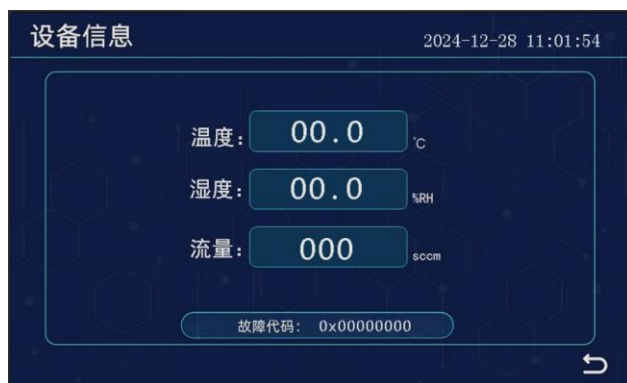 设备信息 2024-12-28 11:01:54
温度: 00.0 ℃
湿度: 00.0 %RH
流量: 000 sccm
故障代码: 0x00000000